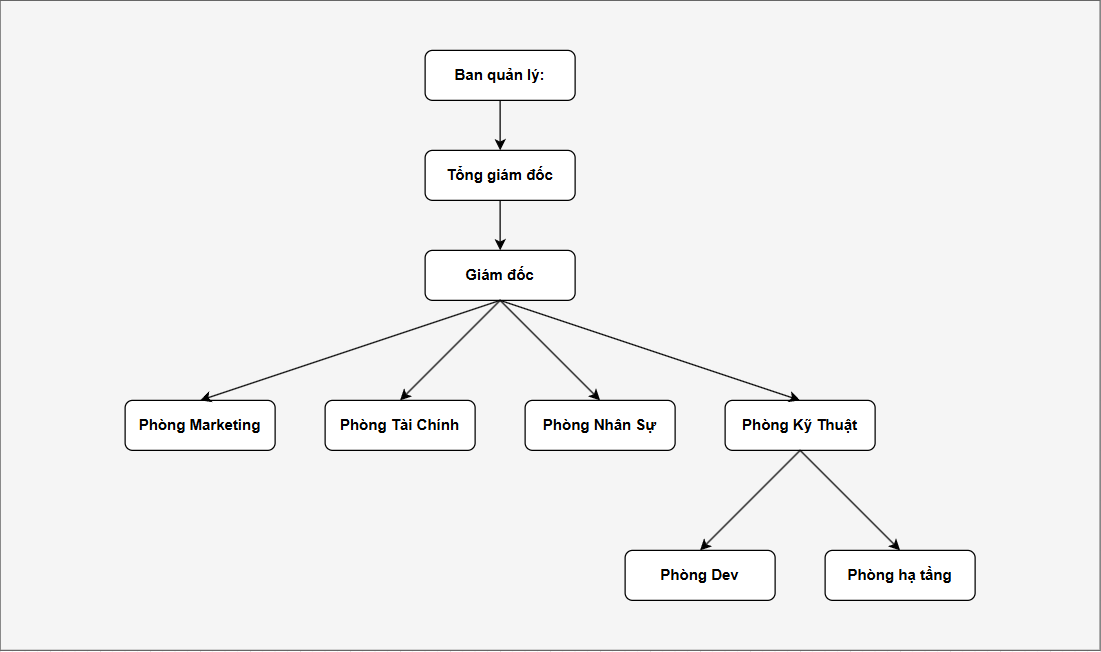 Ban quản lý:
Tổng giám đốc
Giám đốc
Phòng Marketing
Phòng Tài Chính
Phòng Nhân Sự
Phòng Kỹ Thuật
Phòng Dev
Phòng hạ tầng